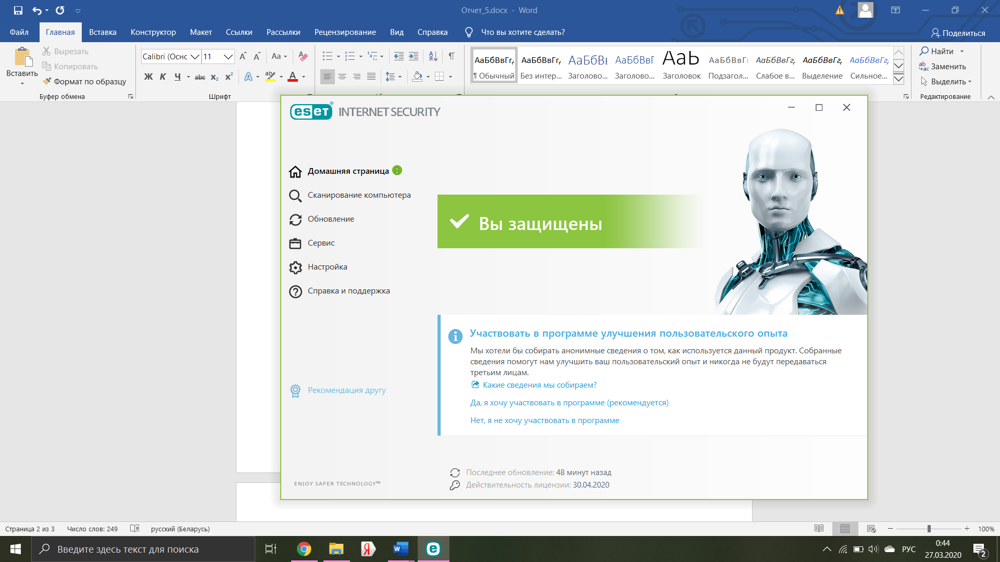 Отчет_5.docx - Word
Файл Главная Вставка Конструктор Макет Ссылки Рассылки Рецензирование Вид Справка Что вы хотите сделать? Поделиться
Вставить
Вырезать
Копировать
Формат по образцу
Буфер обмена
Calibri (Оснс 11 Aa
Ж К Ч abc x₂ x² A ab A
Шрифт
АаБбВвГг, АаБбВвГг, АаБбВв АаБбВвГ АаЬ АаБбВвГг АаБбВвГг, АаБбВвГг, АаБбВвГг,
¶ Обычный Без интер... Заголово... Заголово... Заголовок Подзагол... Слабое в... Выделение Сильное...
Найти
Заменить
Выделить
Редактирование
eset® INTERNET SECURITY
Домашняя страница 1
Сканирование компьютера
Обновление
Сервис
Настройка
Справка и поддержка
Рекомендация другу
ENJOY SAFER TECHNOLOGY™
Вы защищены
Участвовать в программе улучшения пользовательского опыта
Мы хотели бы собирать анонимные сведения о том, как используется данный продукт. Собранные
сведения помогут нам улучшить ваш пользовательский опыт и никогда не будут передаваться
третьим лицам.
Какие сведения мы собираем?
Да, я хочу участвовать в программе (рекомендуется)
Нет, я не хочу участвовать в программе
Последнее обновление: 48 минут назад
Действительность лицензии: 30.04.2020
Страница 2 из 3 Число слов: 249 русский (Беларусь) 100%
Введите здесь текст для поиска
РУС
0:44
27.03.2020
2